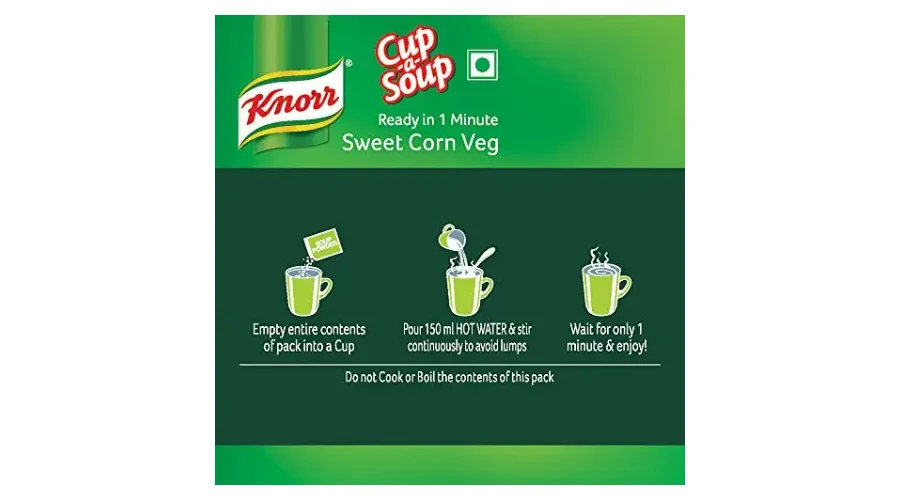 Knorr®
Cup
-a-
Soup
Ready in 1 Minute
Sweet Corn Veg
SOUP
POWDER
Empty entire contents
of pack into a Cup
Pour 150 ml HOT WATER & stir
continuously to avoid lumps
Wait for only 1
minute & enjoy!
Do not Cook or Boil the contents of this pack